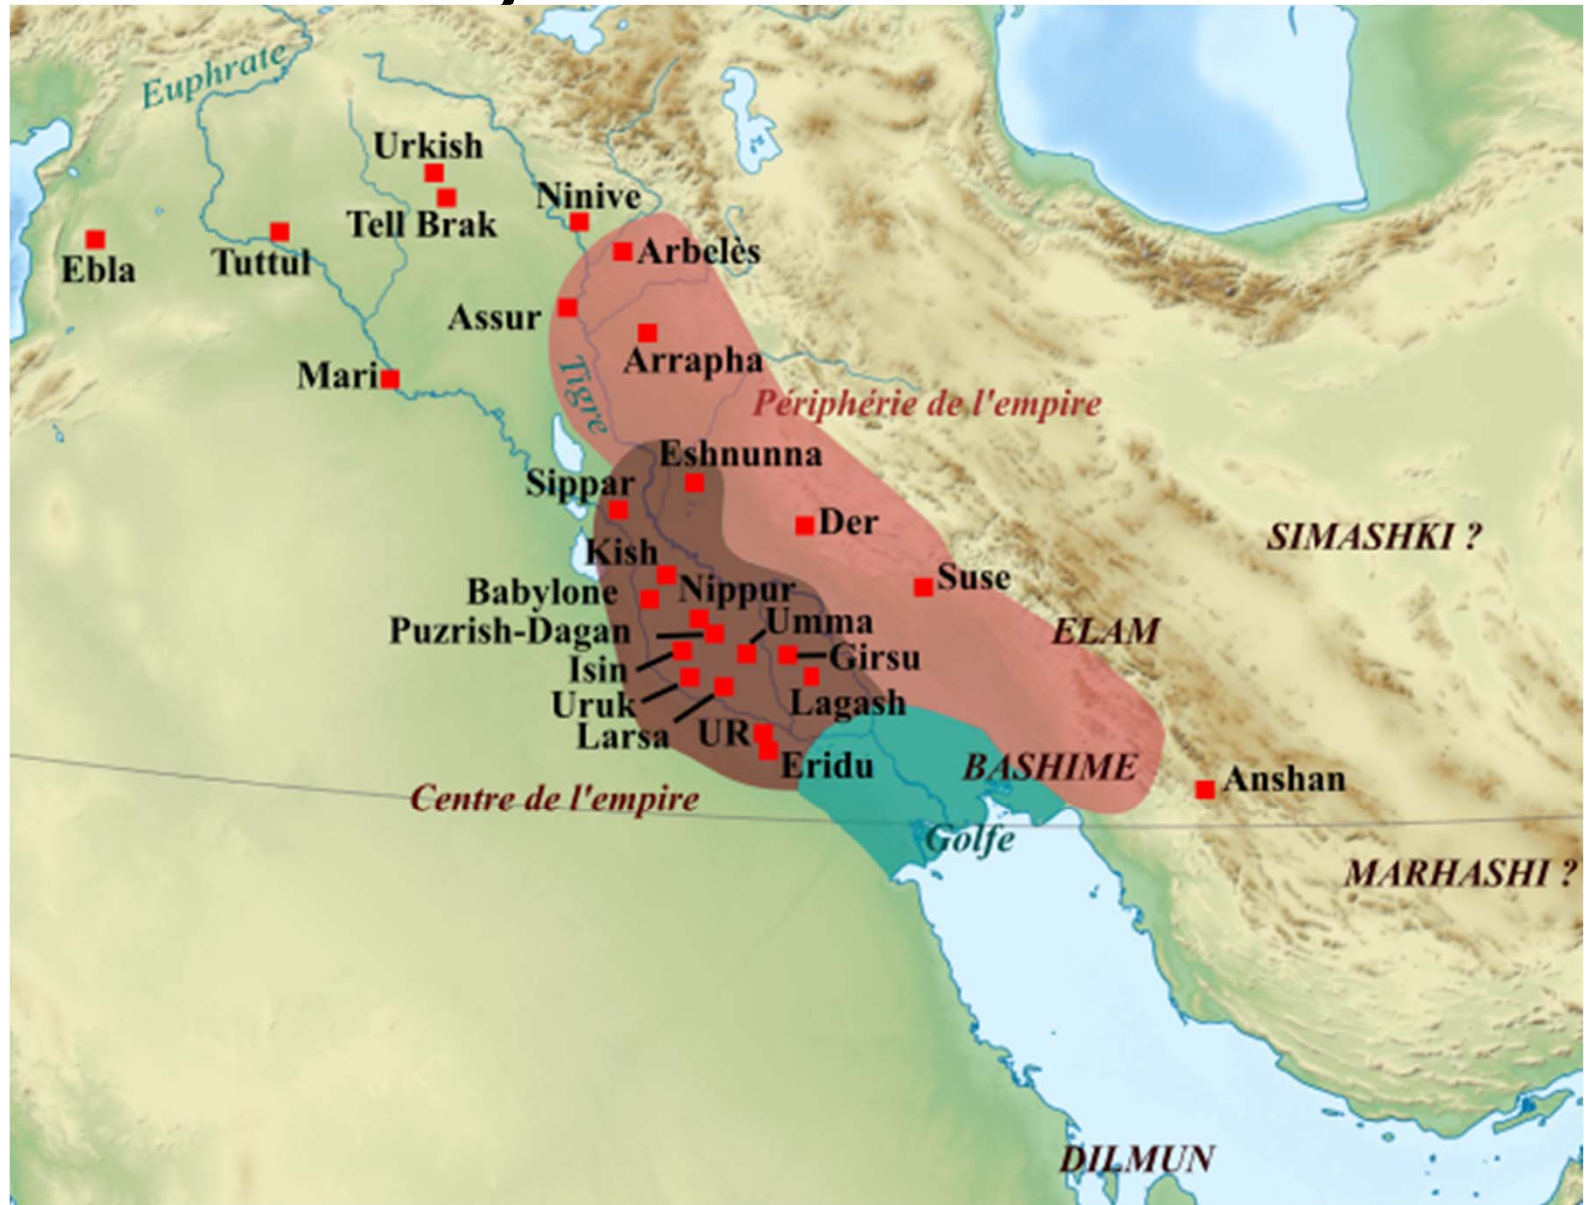 Euphrate
Urkish
Ninive
Tell Brak
Arbelès
Ebla
Tuttul
Assur
Arrapha
Mari
Tigre
Périphérie de l'empire
Eshnunna
Sippar
Der
SIMASHKI ?
Kish
Suse
Babylone
Nippur
Umma
Puzrish-Dagan
ELAM
Girsu
Isin
Uruk
Lagash
Larsa
UR
Eridu
BASHIME
Anshan
Centre de l'empire
Golfe
MARHASHI ?
DILMUN